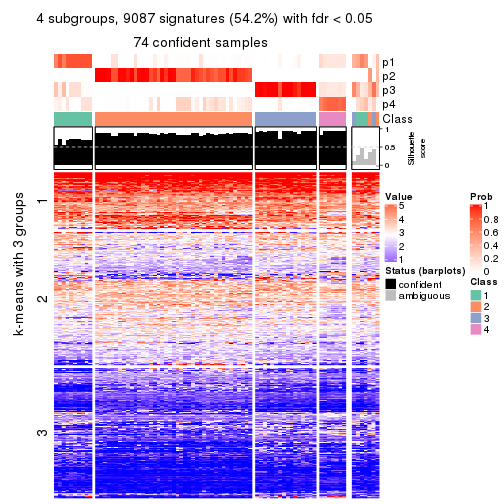 4 subgroups, 9087 signatures (54.2%) with fdr < 0.05
74 confident samples
p1
p2
p3
p4
Class
1
0.5
0
Silhouette
score
k-means with 3 groups
1
2
3
Value
5
4
3
2
1
Status (barplots)
confident
ambiguous
Prob
1
0.8
0.6
0.4
0.2
0
Class
1
2
3
4